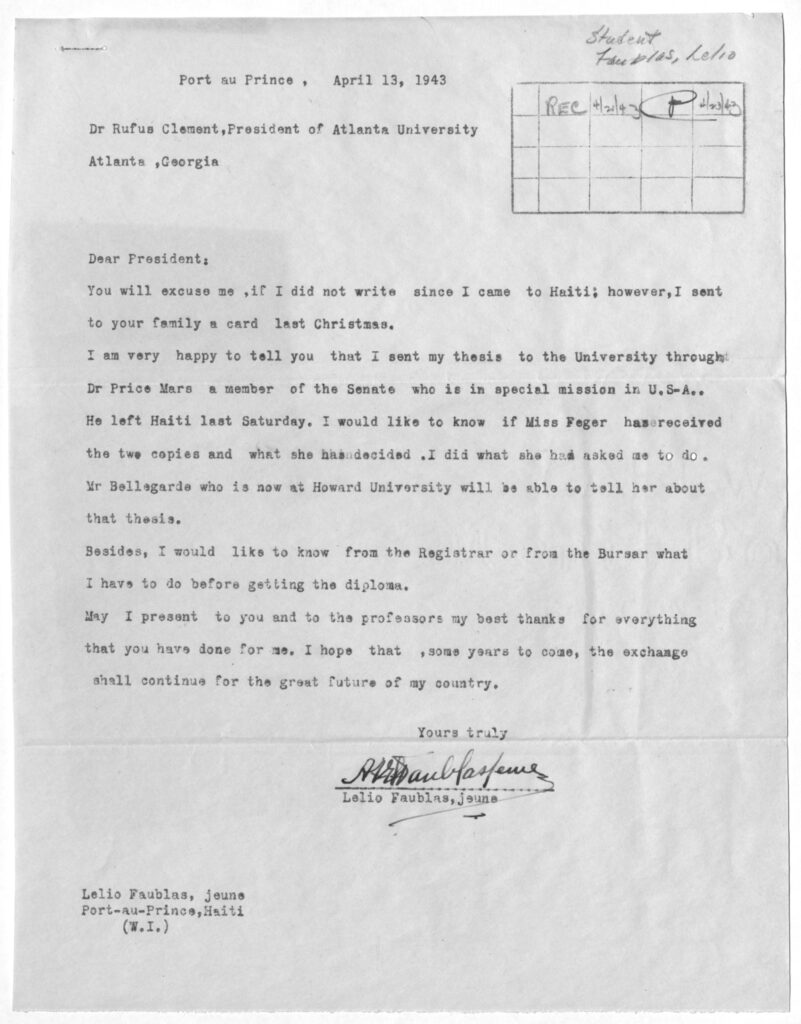 Student
Faublas, Lelio
Port au Prince , April 13, 1943
REC 4/21/43 P 4/23/43
Dr Rufus Clement,President of Atlanta University
Atlanta ,Georgia
Dear President;
You will excuse me ,if I did not write since I came to Haiti; however,I sent
to your family a card last Christmas.
I am very happy to tell you that I sent my thesis to the University through
Dr Price Mars a member of the Senate who is in special mission in U.S-A..
He left Haiti last Saturday. I would like to know if Miss Feger has received
the two copies and what she has decided .I did what she had asked me to do .
Mr Bellegarde who is now at Howard University will be able to tell her about
that thesis.
Besides, I would like to know from the Registrar or from the Bursar what
I have to do before getting the diploma.
May I present to you and to the professors my best thanks for everything
that you have done for me. I hope that ,some years to come, the exchange
shall continue for the great future of my country.
Yours truly
Lelio Faublas,jeune
Lelio Faublas, jeune
Port-au-Prince,Haiti
(W.I.)